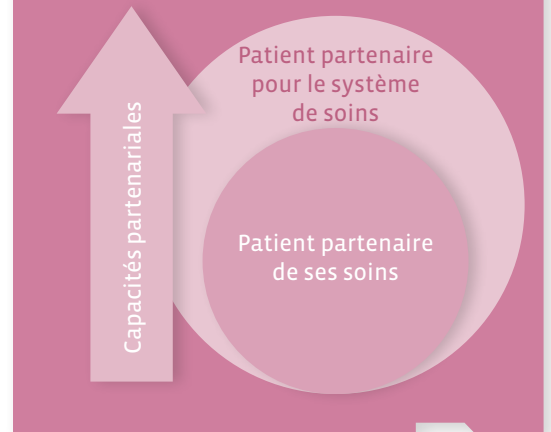 Patient partenaire
pour le système
de soins
Capacités partenariales
Patient partenaire
de ses soins